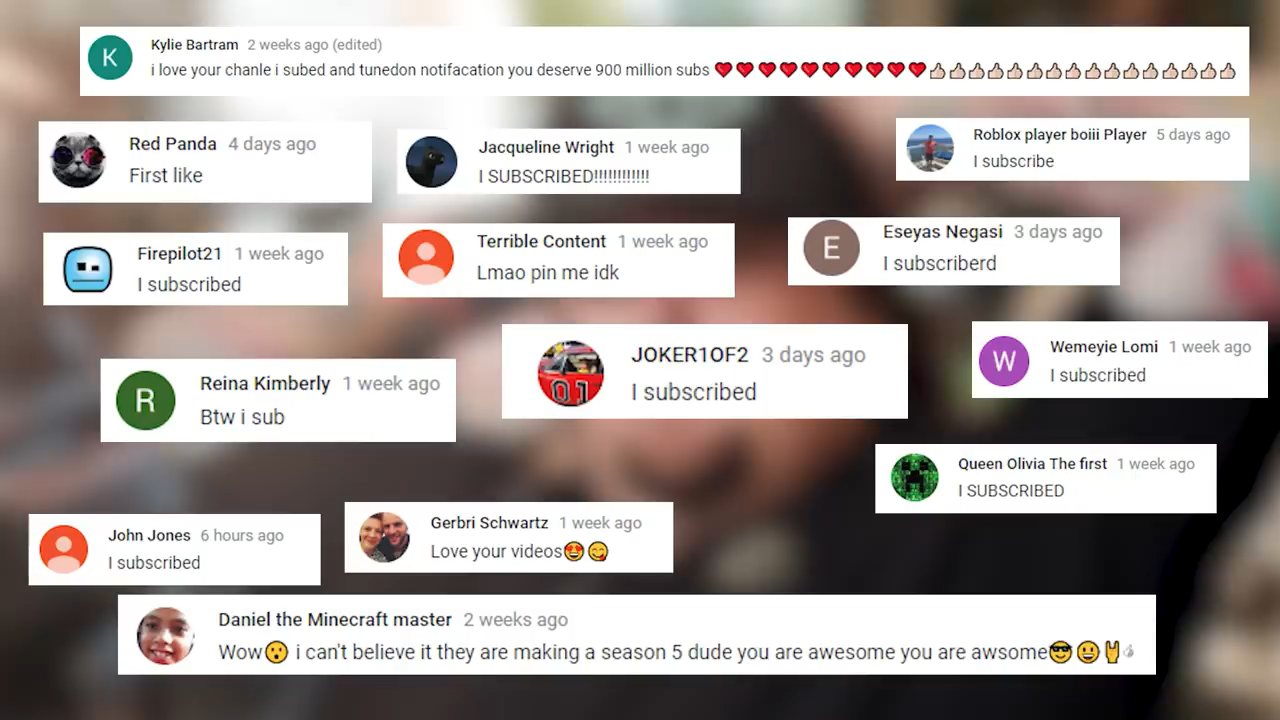 Kylie Bartram 2 weeks ago (edited)
i love your chanle i subed and tunedon notifacation you deserve 900 million subs ❤❤❤❤❤❤❤❤❤❤👍🏻👍🏻👍🏻👍🏻👍🏻👍🏻👍🏻👍🏻👍🏻👍🏻👍🏻👍🏻👍🏻👍🏻👍🏻👍🏻
Red Panda 4 days ago
First like
Jacqueline Wright 1 week ago
I SUBSCRIBED!!!!!!!!!!!!
Roblox player boiii Player 5 days ago
I subscribe
Firepilot21 1 week ago
I subscribed
Terrible Content 1 week ago
Lmao pin me idk
E
Eseyas Negasi 3 days ago
I subscriberd
R
Reina Kimberly 1 week ago
Btw i sub
01
JOKER1OF2 3 days ago
I subscribed
W
Wemeyie Lomi 1 week ago
I subscribed
Queen Olivia The first 1 week ago
I SUBSCRIBED
John Jones 6 hours ago
I subscribed
Gerbri Schwartz 1 week ago
Love your videos😍😋
Daniel the Minecraft master 2 weeks ago
Wow😮 i can't believe it they are making a season 5 dude you are awesome you are awsome😎😃🤘💣
K